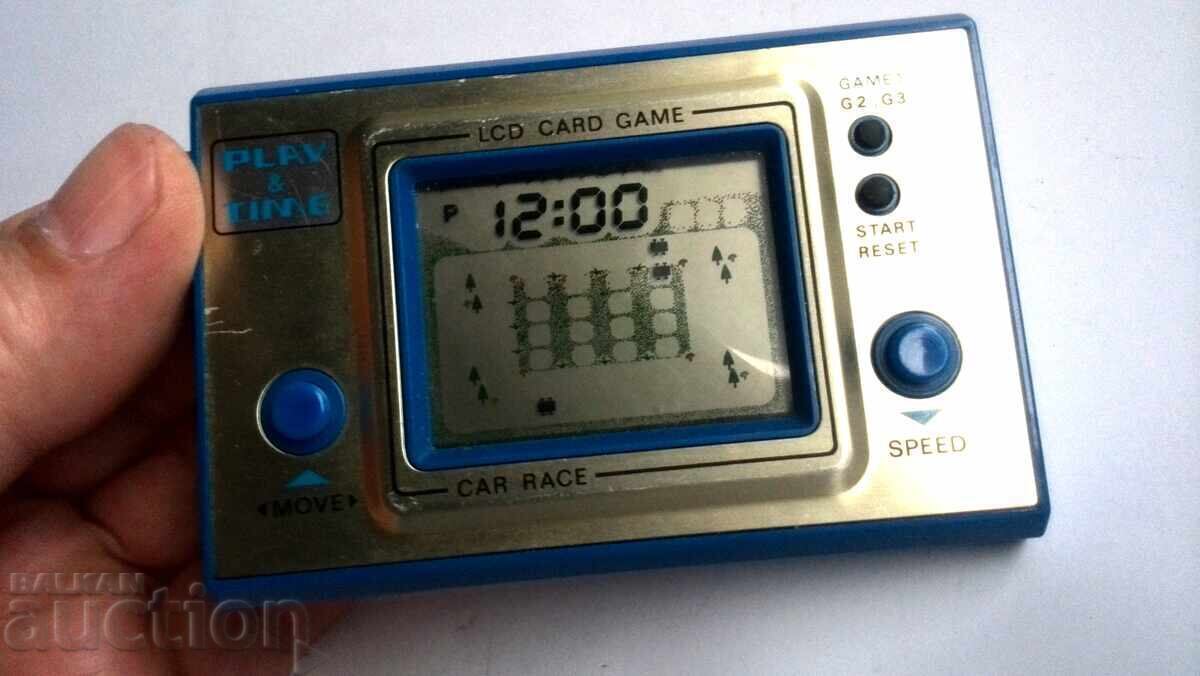 PLAY
&
TIME
LCD CARD GAME
GAME1
G2 . G3
START
RESET
P 12:00
SPEED
CAR RACE
MOVE
BALKAN
auction